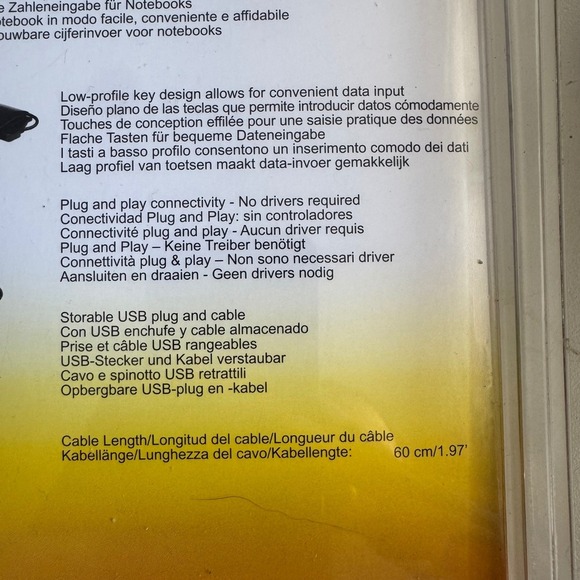 e Zahleneingabe für Notebooks
tebook in modo facile, conveniente e affidabile
ouwbare cijferinvoer voor notebooks
Low-profile key design allows for convenient data input
Diseño plano de las teclas que permite introducir datos cómodamente
Touches de conception effilée pour une saisie pratique des données
Flache Tasten für bequeme Dateneingabe
I tasti a basso profilo consentono un inserimento comodo dei dati
Laag profiel van toetsen maakt data-invoer gemakkelijk
Plug and play connectivity - No drivers required
Conectividad Plug and Play: sin controladores
Connectivité plug and play - Aucun driver requis
Plug and Play – Keine Treiber benötigt
Connettività plug & play – Non sono necessari driver
Aansluiten en draaien - Geen drivers nodig
Storable USB plug and cable
Con USB enchufe y cable almacenado
Prise et câble USB rangeables
USB-Stecker und Kabel verstaubar
Cavo e spinotto USB retrattili
Opbergbare USB-plug en -kabel
Cable Length/Longitud del cable/Longueur du câble
Kabellänge/Lunghezza del cavo/Kabellengte: 60 cm/1.97'